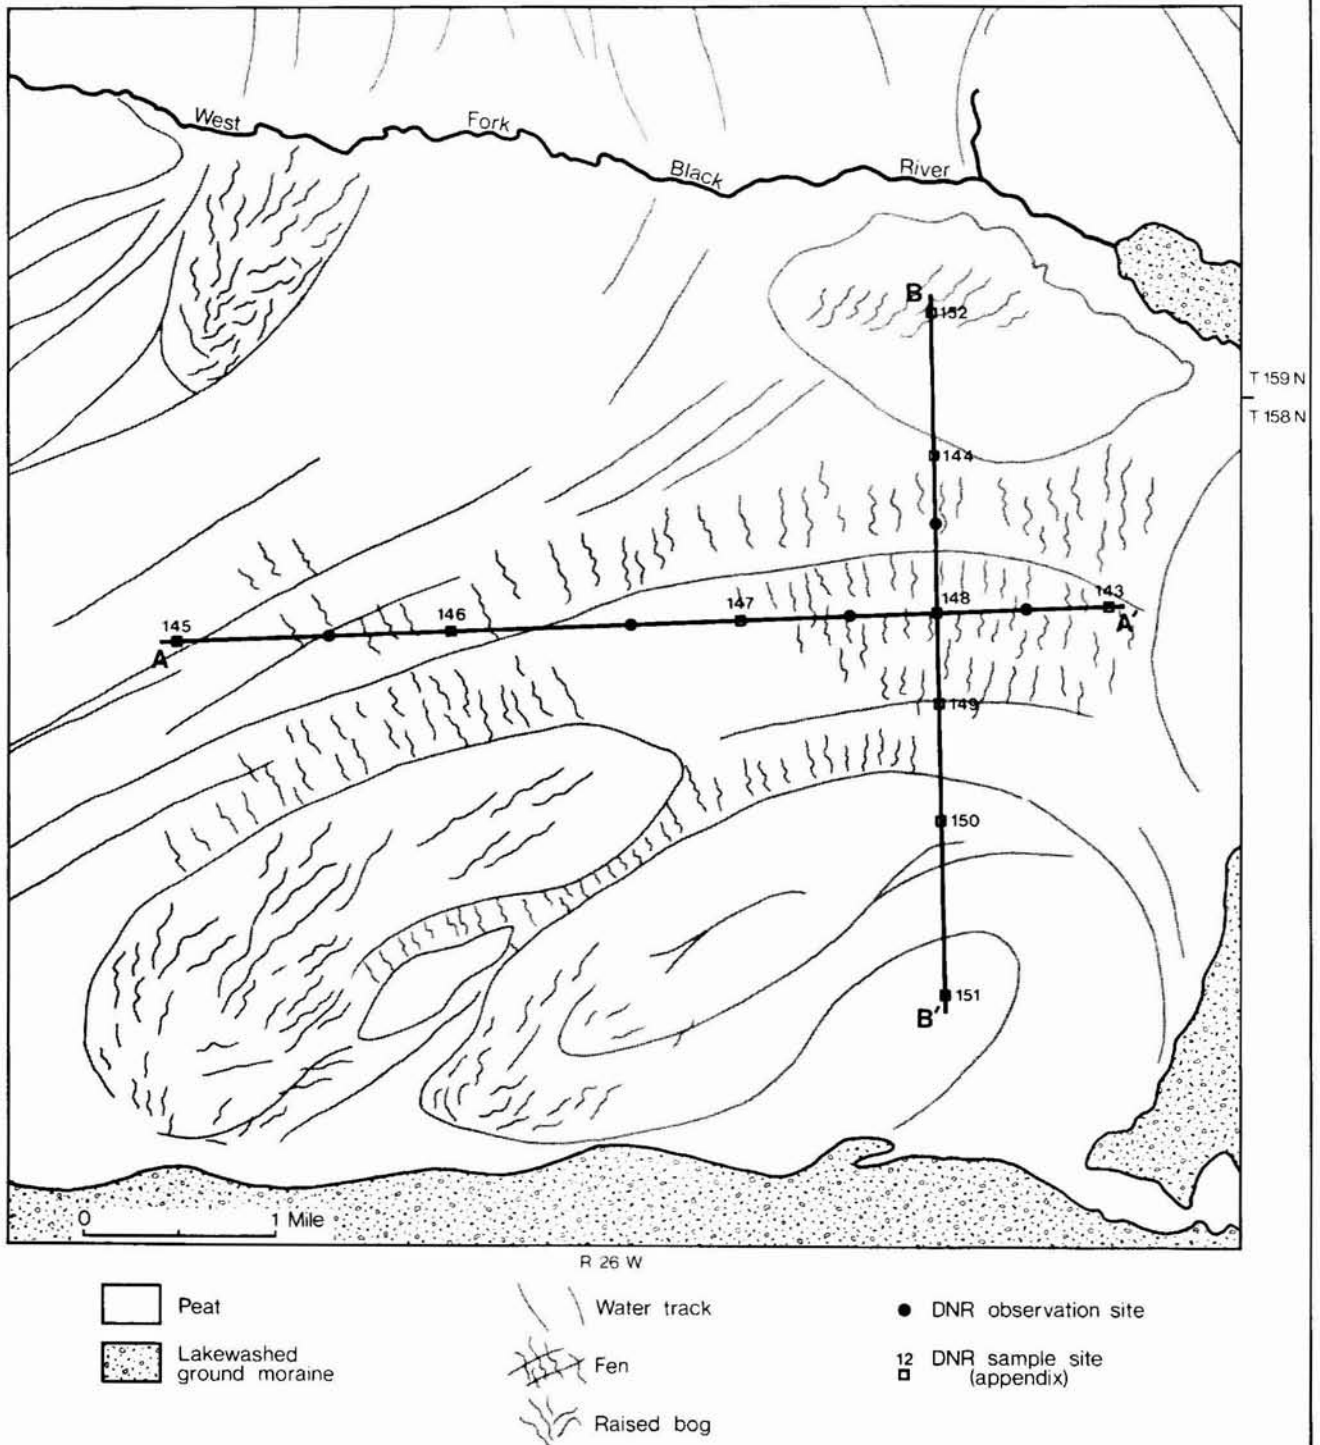 West Fork Black River
B
152
T 159 N
T 158 N
144
145 146 147 148 143
A A′
149
150
151
B′
0 1 Mile
R 26 W
Peat
Lakewashed
ground moraine
Water track
Fen
Raised bog
DNR observation site
12 DNR sample site
(appendix)